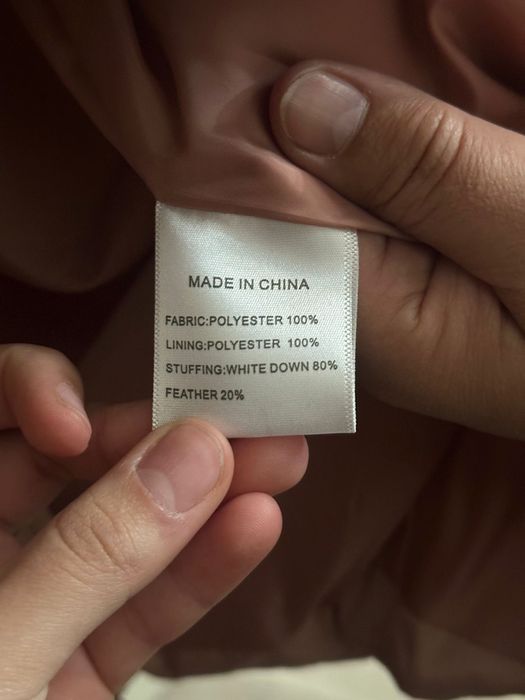 MADE IN CHINA
FABRIC:POLYESTER 100%
LINING:POLYESTER 100%
STUFFING:WHITE DOWN 80%
FEATHER 20%